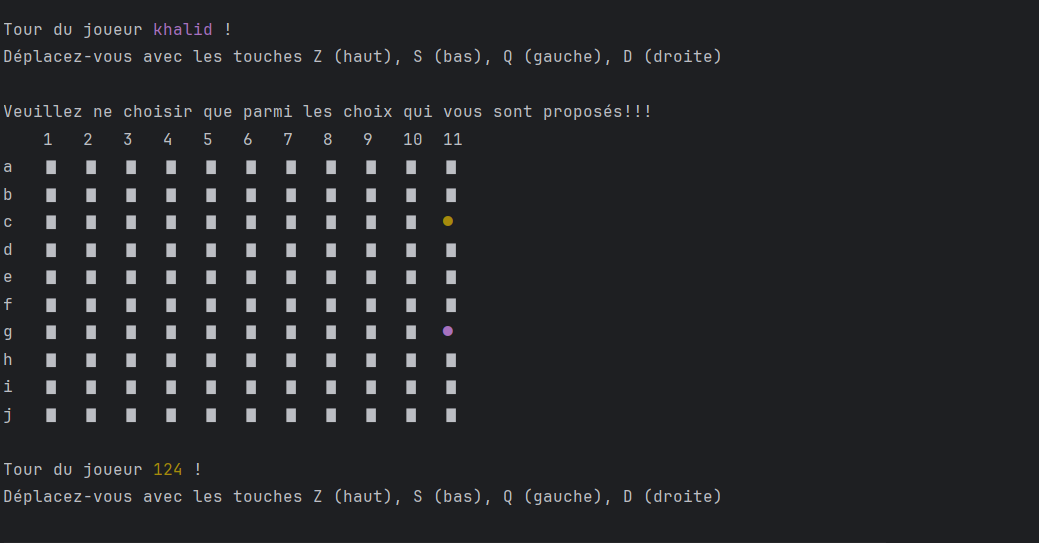 Tour du joueur khalid !
Déplacez-vous avec les touches Z (haut), S (bas), Q (gauche), D (droite)
Veuillez ne choisir que parmi les choix qui vous sont proposés!!!
1 2 3 4 5 6 7 8 9 10 11
a
b
c
d
e
f
g
h
i
j
Tour du joueur 124 !
Déplacez-vous avec les touches Z (haut), S (bas), Q (gauche), D (droite)